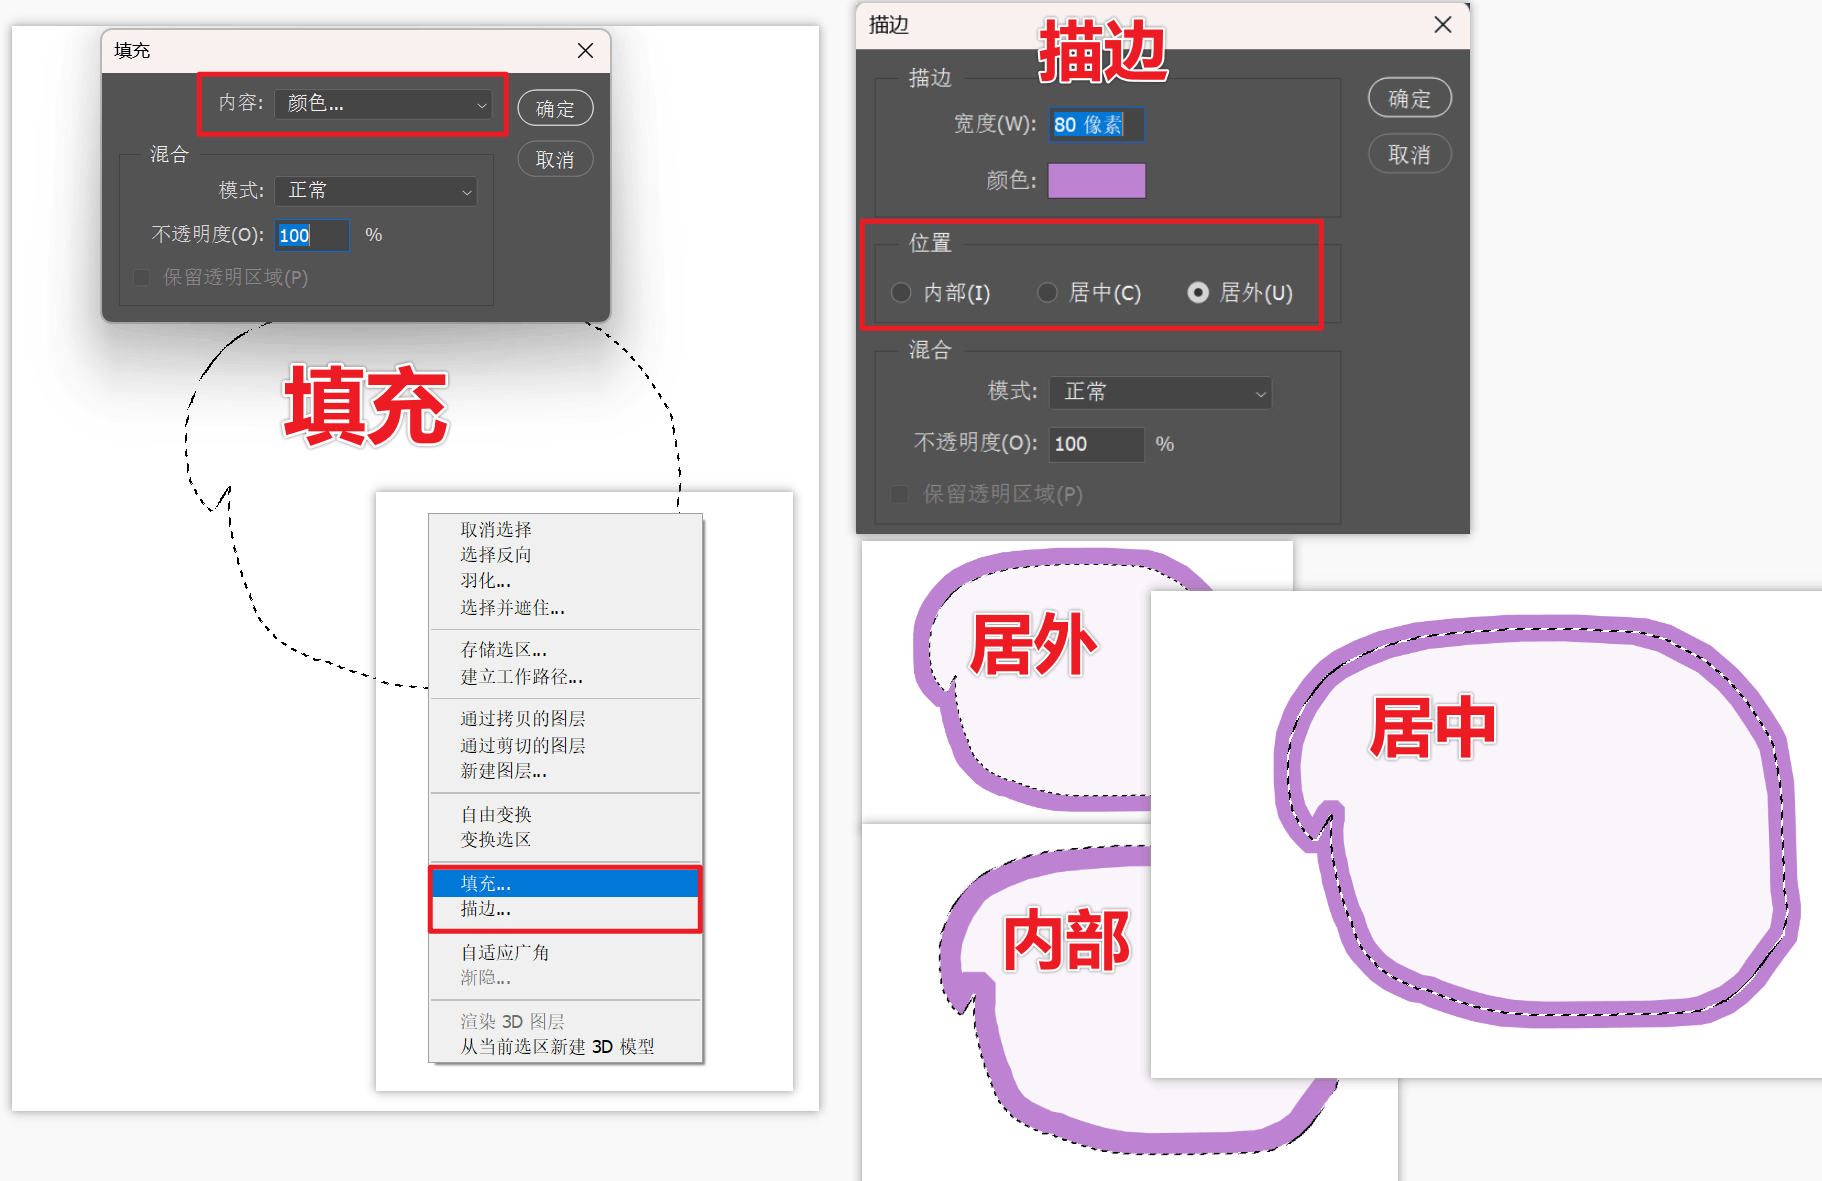 填充
内容: 颜色...
确定
混合
取消
模式: 正常
不透明度(O): 100 %
保留透明区域(P)
填充
取消选择
选择反向
羽化...
选择并遮住...
存储选区...
建立工作路径...
通过拷贝的图层
通过剪切的图层
新建图层...
自由变换
变换选区
填充...
描边...
自适应广角
渐隐...
渲染 3D 图层
从当前选区新建 3D 模型
描边
描边
描边
确定
宽度(W): 80 像素
取消
颜色:
位置
内部(I) 居中(C) 居外(U)
混合
模式: 正常
不透明度(O): 100 %
保留透明区域(P)
居外
居中
内部